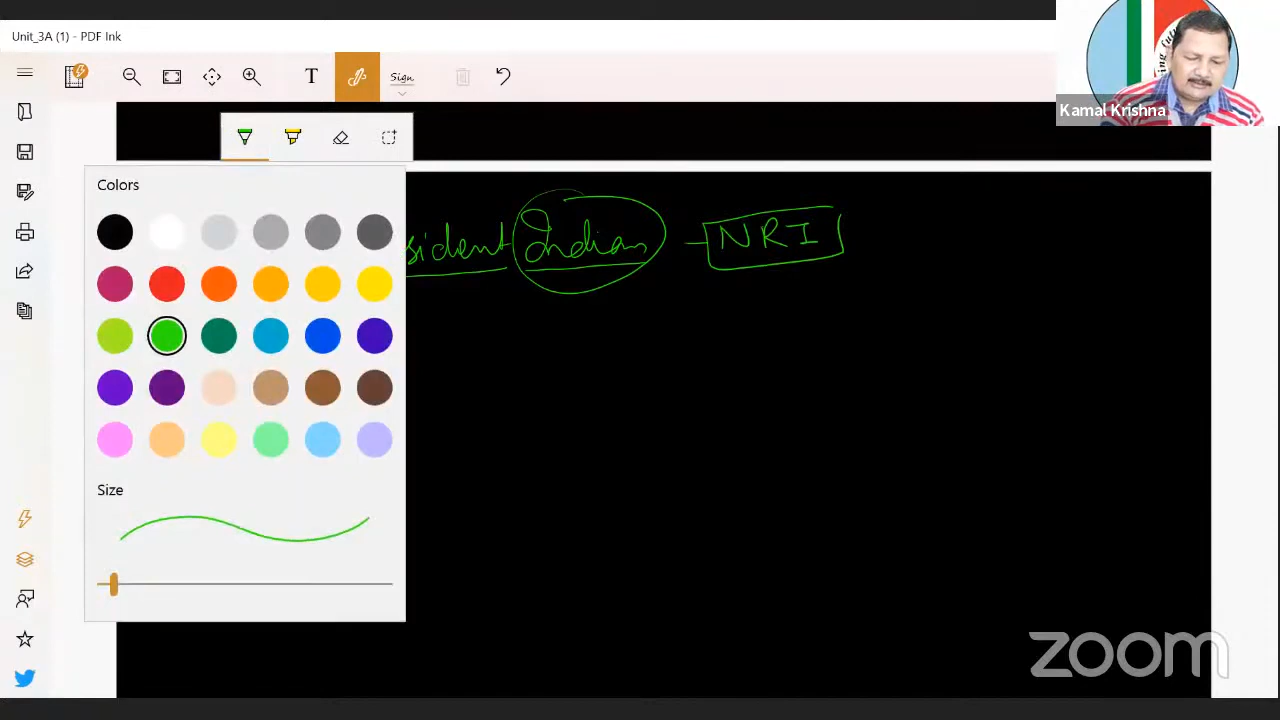 Unit_3A (1) - PDF Ink
T Sign
Kamal Krishna
Colors
sident Indian - NRI
Size
zoom